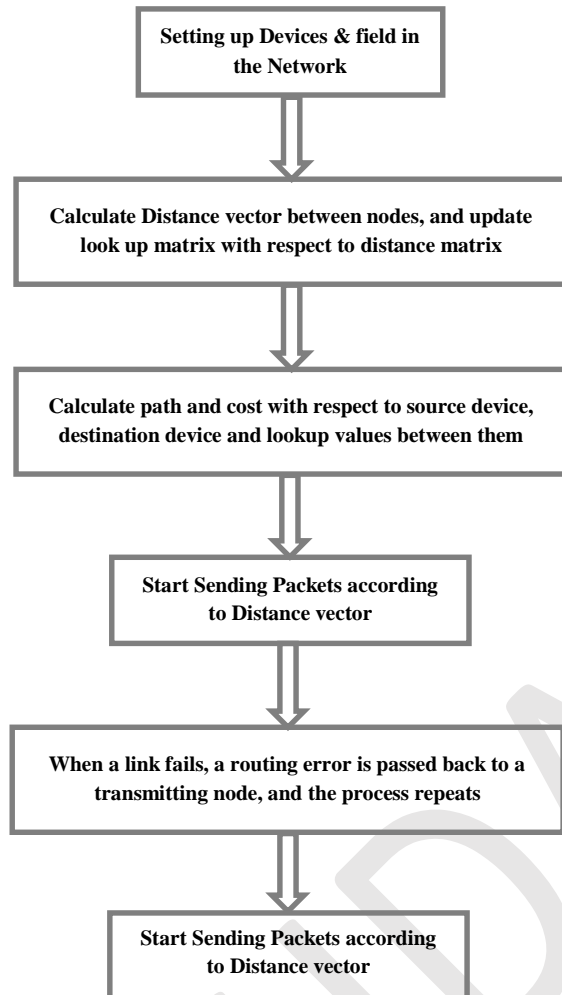 Setting up Devices & field in
the Network
Calculate Distance vector between nodes, and update
look up matrix with respect to distance matrix
Calculate path and cost with respect to source device,
destination device and lookup values between them
Start Sending Packets according
to Distance vector
When a link fails, a routing error is passed back to a
transmitting node, and the process repeats
Start Sending Packets according
to Distance vector